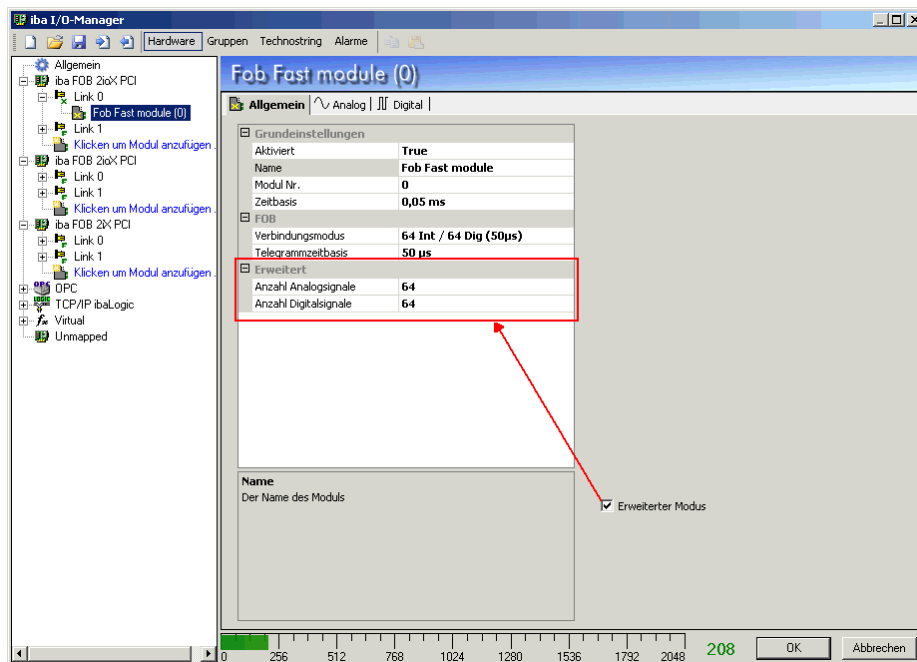 iba I/O-Manager
Hardware Gruppen Technostring Alarme
Allgemein
iba FOB 2ioX PCI
Link 0
Fob Fast module (0)
Link 1
Klicken um Modul anzufügen .
iba FOB 2ioX PCI
Link 0
Link 1
Klicken um Modul anzufügen .
iba FOB 2iX PCI
Link 0
Link 1
Klicken um Modul anzufügen .
OPC
TCP/IP ibaLogic
Virtual
Unmapped
Fob Fast module (0)
Allgemein Analog Digital
Grundeinstellungen
Aktiviert True
Name Fob Fast module
Modul Nr. 0
Zeitbasis 0,05 ms
FOB
Verbindungsmodus 64 Int / 64 Dig (50µs)
Telegrammzeitbasis 50 µs
Erweitert
Anzahl Analogsignale 64
Anzahl Digitalsignale 64
Name
Der Name des Moduls
Erweiterter Modus
0 256 512 768 1024 1280 1536 1792 2048
208
OK
Abbrechen